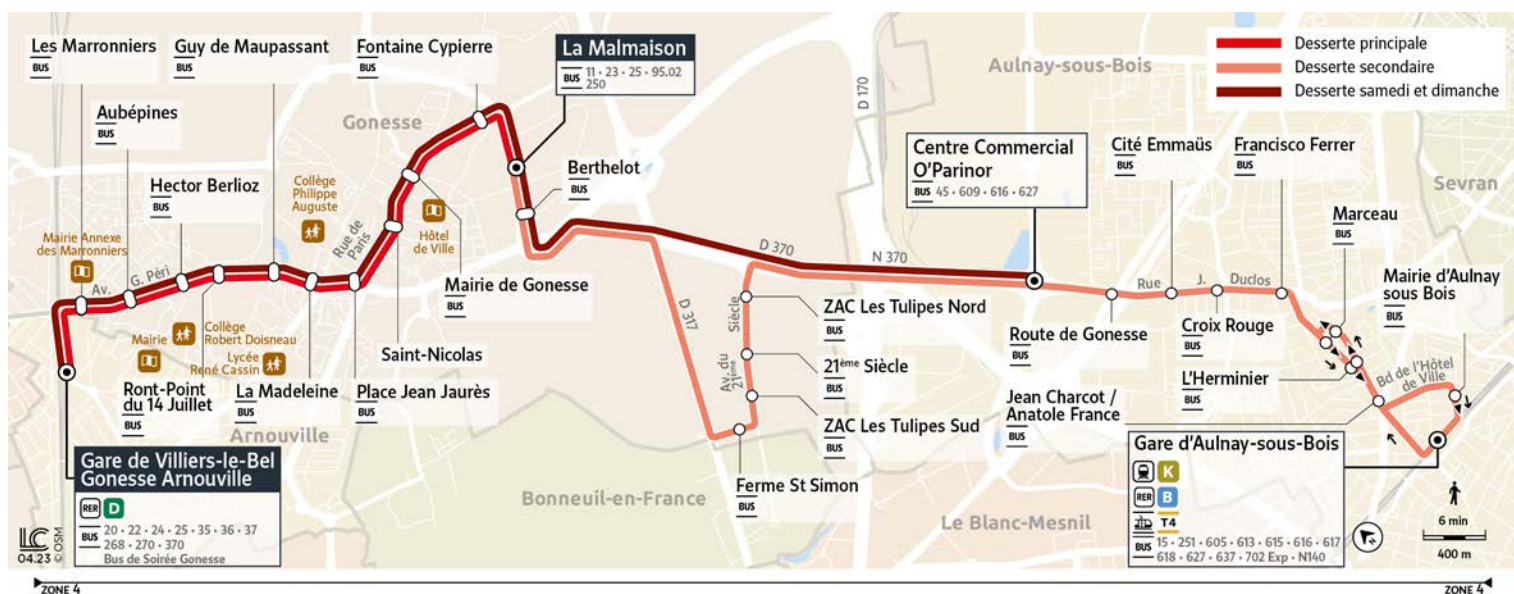 Les Marronniers
BUS
Guy de Maupassant
BUS
Fontaine Cypierre
BUS
La Malmaison
BUS 11 • 23 • 25 • 95.02
250
Aulnay-sous-Bois
D 170
Desserte principale
Desserte secondaire
Desserte samedi et dimanche
Aubépines
BUS
Gonesse
Berthelot
BUS
Centre Commercial
O'Parinor
BUS 45 • 609 • 616 • 627
Cité Emmaüs
BUS
Francisco Ferrer
BUS
Sevran
Hector Berlioz
BUS
Collège
Philippe
Auguste
Rue de
Paris
Hôtel
de Ville
Marceau
BUS
Mairie Annexe
des Marronniers
Av. G. Péri
Mairie de Gonesse
BUS
D 370
N 370
Rue J. Duclos
Mairie d'Aulnay
sous Bois
BUS
D 317
Siècle
Av. du
21ème
ZAC Les Tulipes Nord
BUS
21ème Siècle
BUS
ZAC Les Tulipes Sud
BUS
Route de Gonesse
BUS
Croix Rouge
BUS
L'Herminier
BUS
Bd de l'Hôtel
de Ville
Mairie
Collège
Robert Doisneau
Lycée
René Cassin
Saint-Nicolas
BUS
Ront-Point
du 14 Juillet
BUS
La Madeleine
BUS
Place Jean Jaurès
BUS
Jean Charcot /
Anatole France
BUS
Arnouville
Gare de Villiers-le-Bel
Gonesse Arnouville
RER D
BUS 20 • 22 • 24 • 25 • 35 • 36 • 37
268 • 270 • 370
Bus de Soirée Gonesse
Ferme St Simon
BUS
Bonneuil-en-France
Le Blanc-Mesnil
Gare d'Aulnay-sous-Bois
K
RER B
T4
BUS 15 • 251 • 605 • 613 • 615 • 616 • 617
618 • 627 • 637 • 702 Exp • N140
6 min
400 m
LC
04.23 © OSM
ZONE 4
ZONE 4